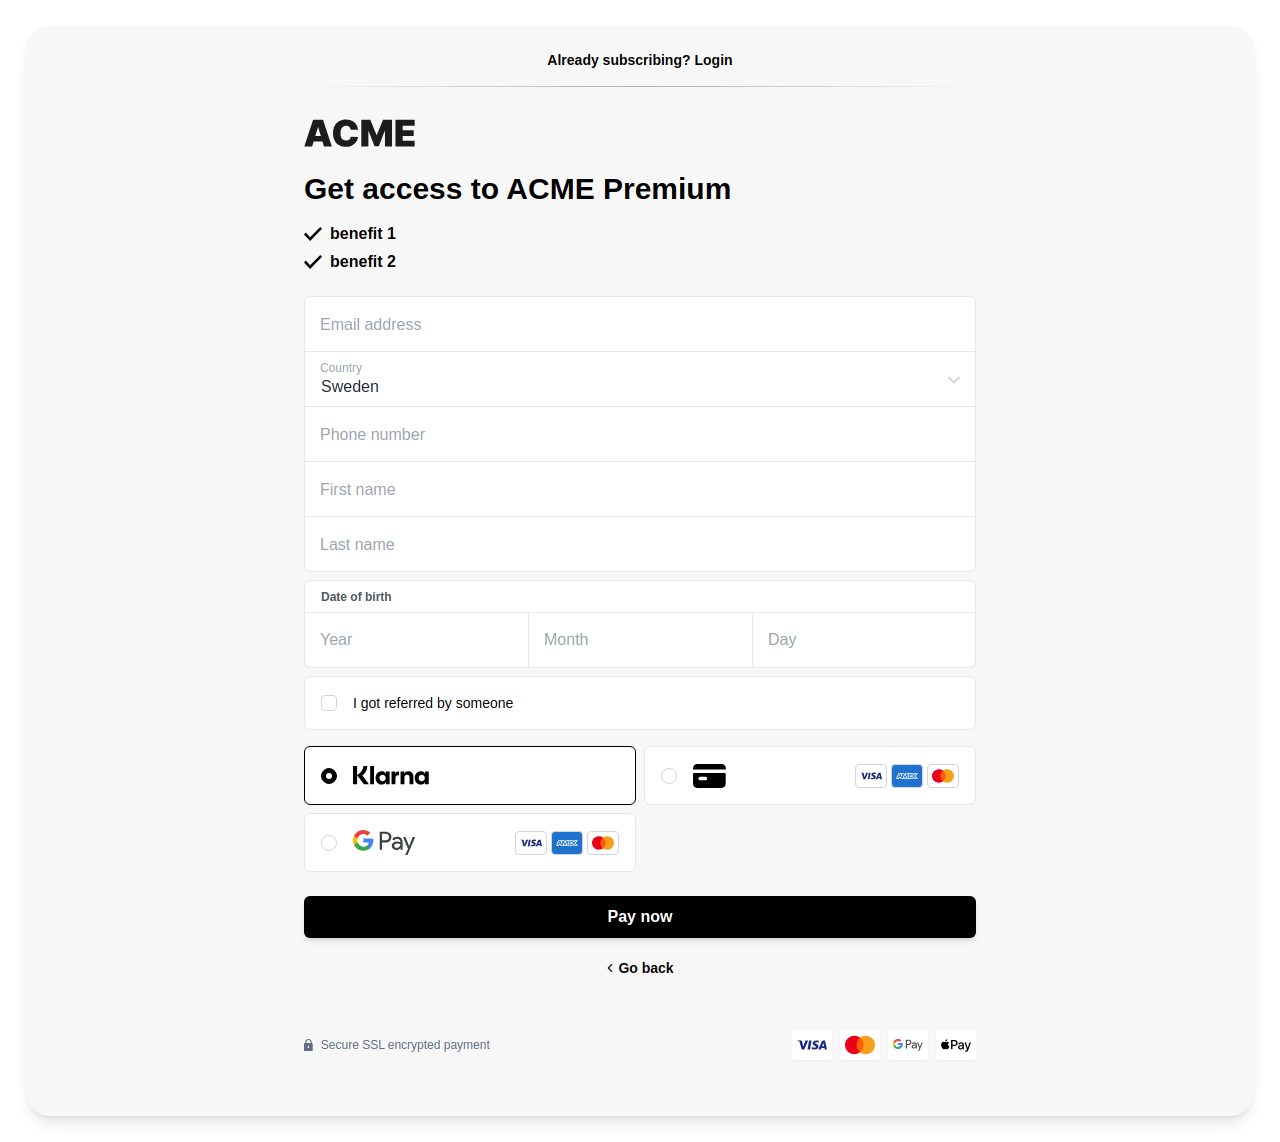 Already subscribing? Login
ACME
Get access to ACME Premium
benefit 1
benefit 2
Email address
Country
Sweden
Phone number
First name
Last name
Date of birth
Year Month Day
I got referred by someone
Klarna VISA AMEX
G Pay VISA AMEX
Pay now
Go back
Secure SSL encrypted payment VISA G Pay Pay